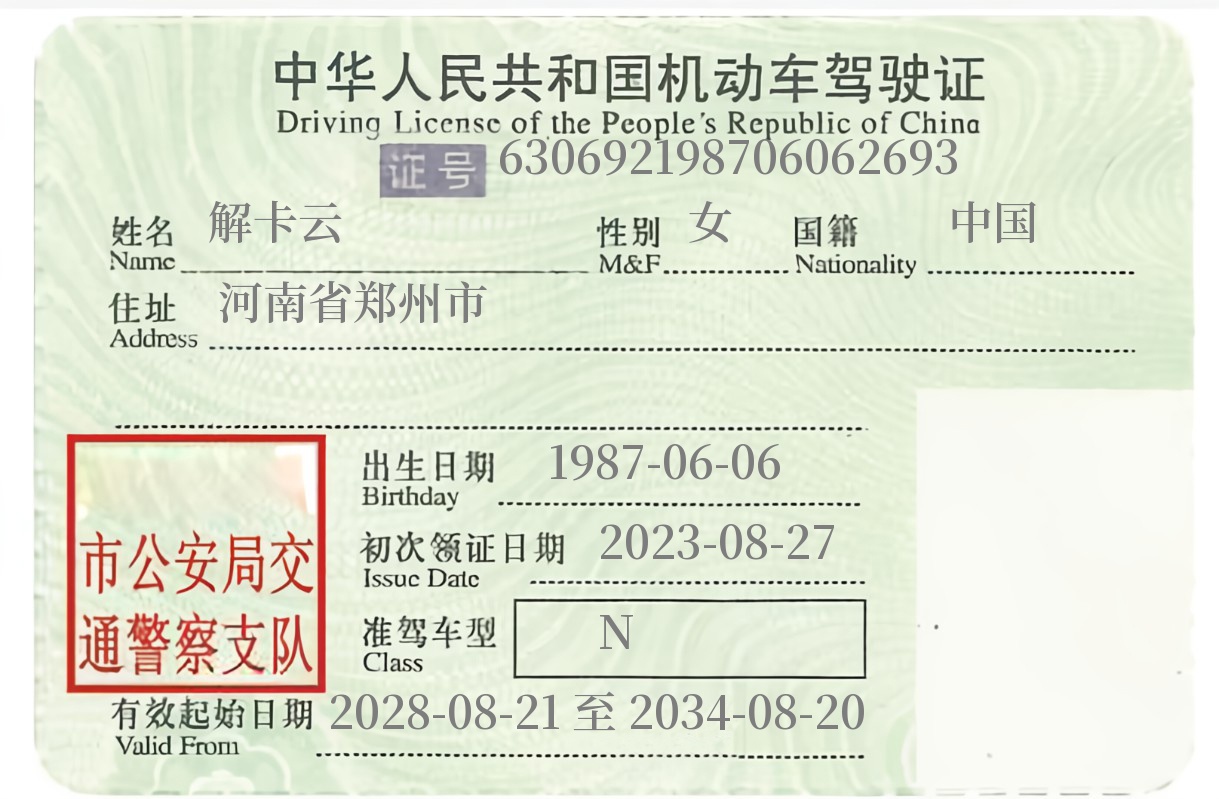 中华人民共和国机动车驾驶证
Driving License of the People's Republic of China
证号 630692198706062693
姓名 解卡云 性别 女 国籍 中国
Name M&F Nationality
住址 河南省郑州市
Address
出生日期 1987-06-06
Birthday
初次领证日期 2023-08-27
Issue Date
市公安局交
通警察支队
准驾车型 N
Class
有效起始日期 2028-08-21 至 2034-08-20
Valid From